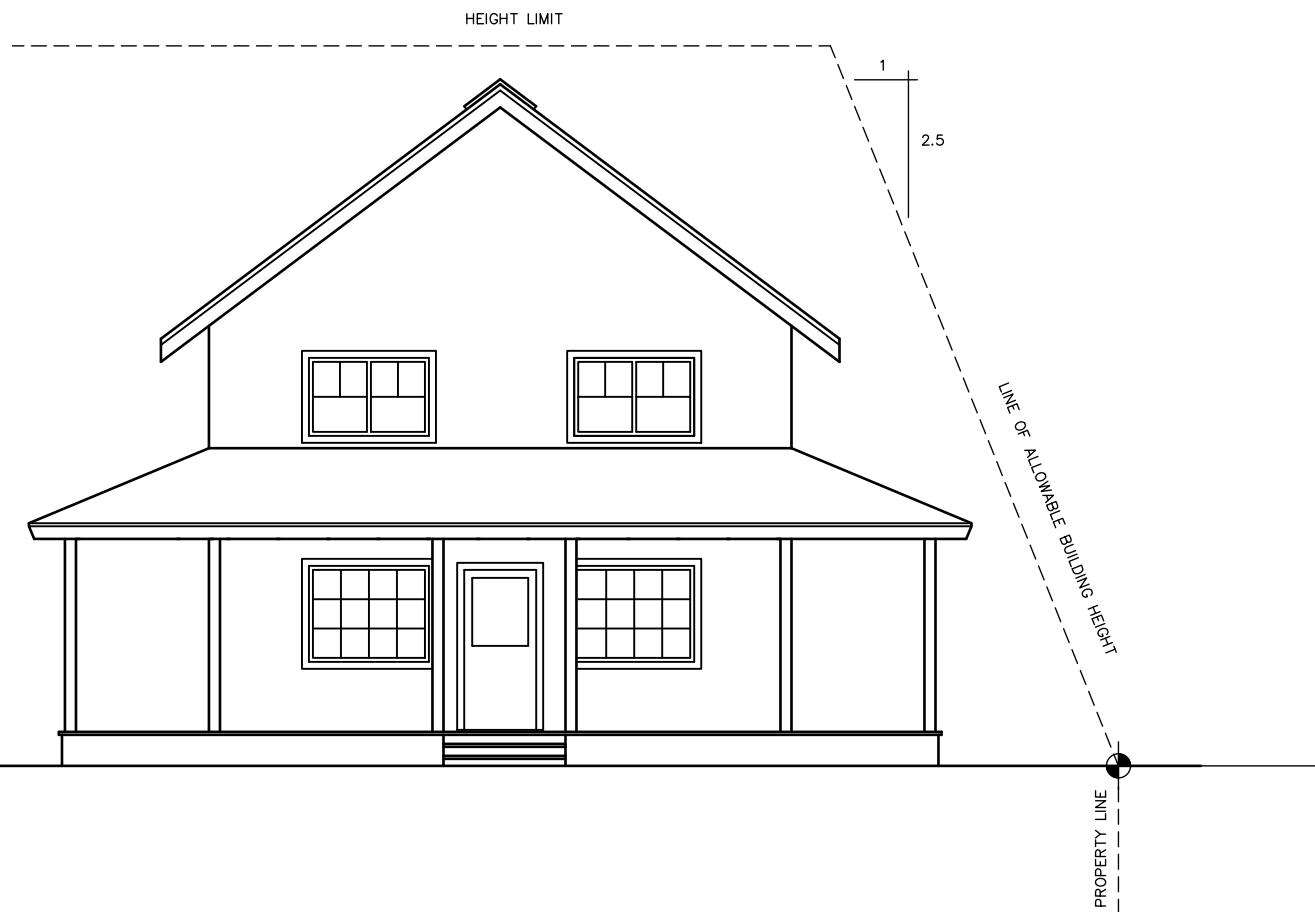 HEIGHT LIMIT
1
2.5
LINE OF ALLOWABLE BUILDING HEIGHT
PROPERTY LINE